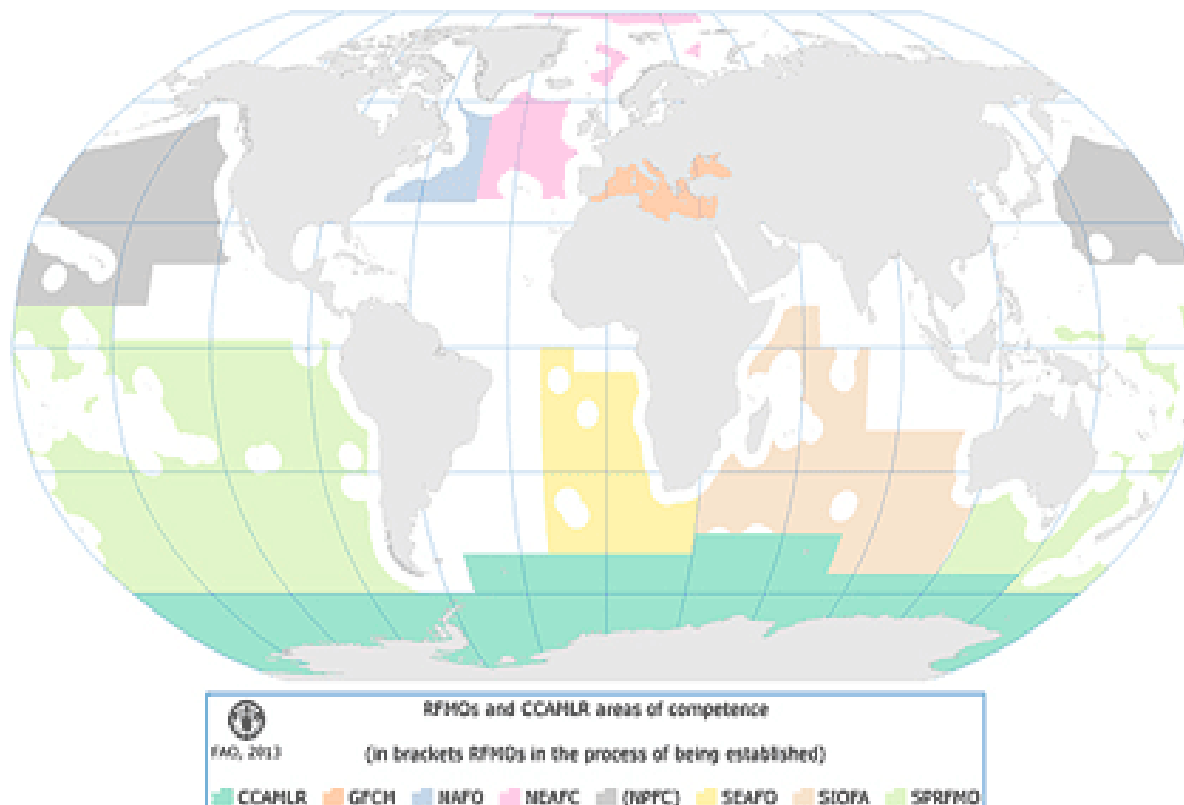 RFMOs and CCAMLR areas of competence
FAO, 2013
(in brackets RFMOs in the process of being established)
CCAMLR GFCM NAFO NEAFC (NPFC) SEAFO SIOFA SPRFMO